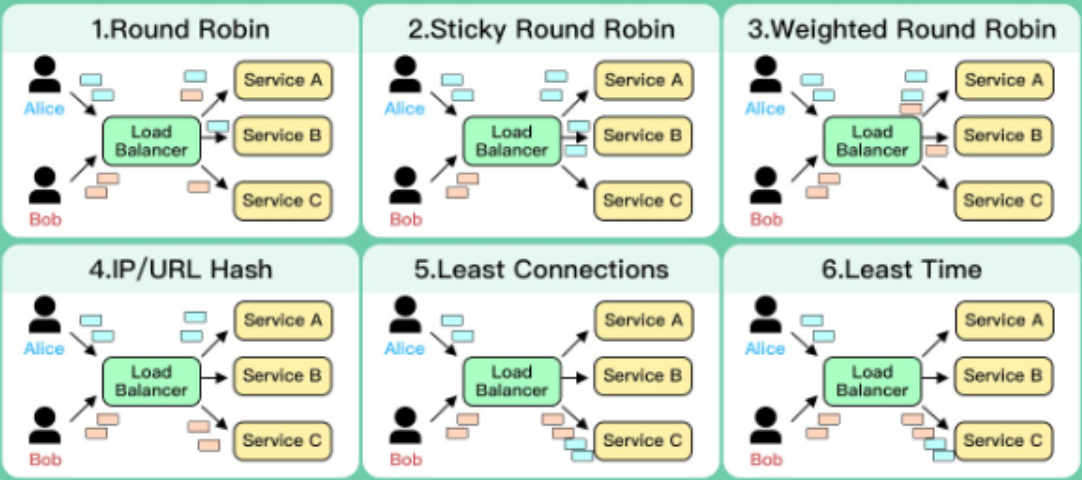 1.Round Robin
Alice
Bob
Load
Balancer
Service A
Service B
Service C
2.Sticky Round Robin
Alice
Bob
Load
Balancer
Service A
Service B
Service C
3.Weighted Round Robin
Alice
Bob
Load
Balancer
Service A
Service B
Service C
4.IP/URL Hash
Alice
Bob
Load
Balancer
Service A
Service B
Service C
5.Least Connections
Alice
Bob
Load
Balancer
Service A
Service B
Service C
6.Least Time
Alice
Bob
Load
Balancer
Service A
Service B
Service C